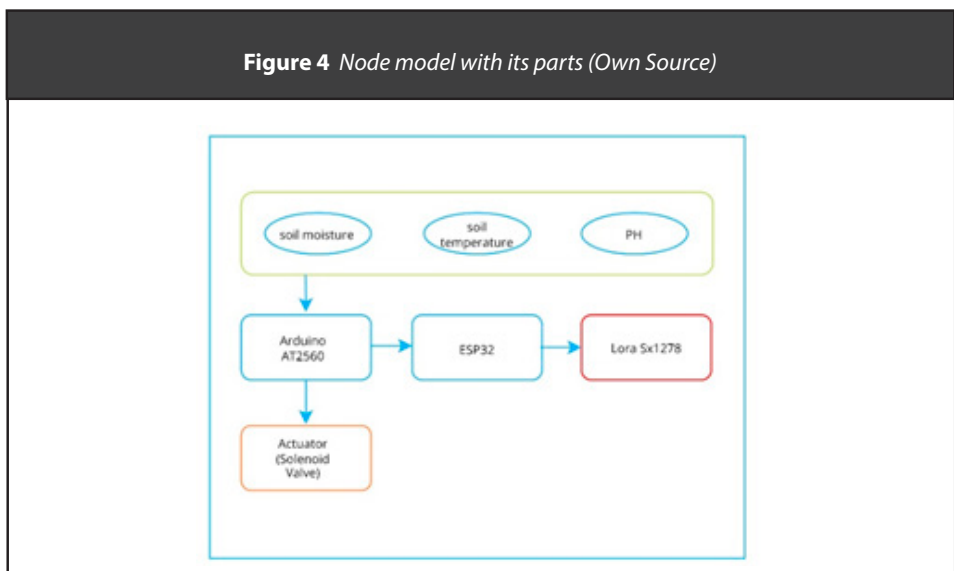 Figure 4 Node model with its parts (Own Source)
soil moisture
soil
temperature
PH
Arduino
AT2560
ESP32
Lora Sx1278
Actuator
(Solenoid
Valve)